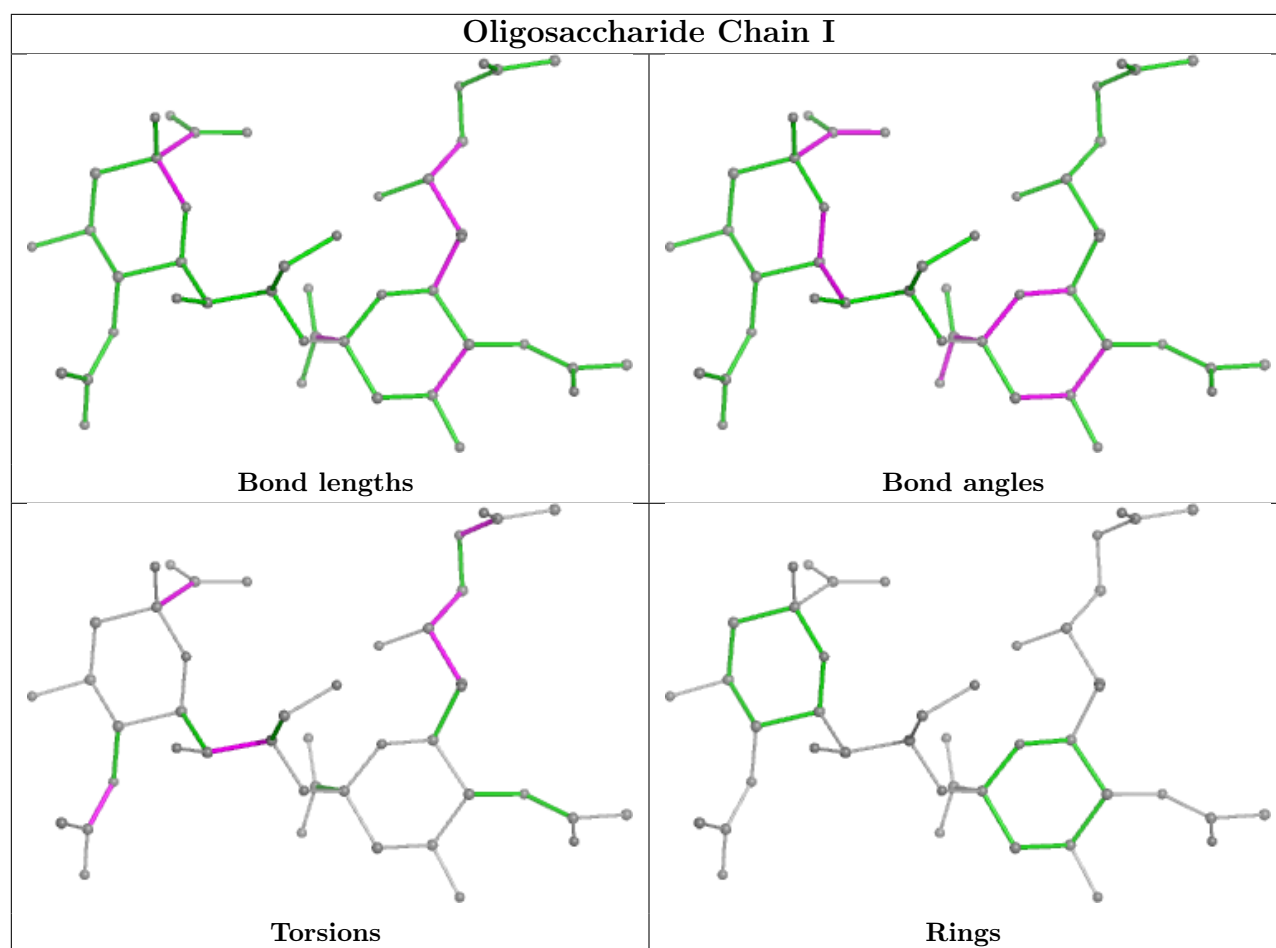 Oligosaccharide Chain I
Bond lengths
Bond angles
Torsions
Rings